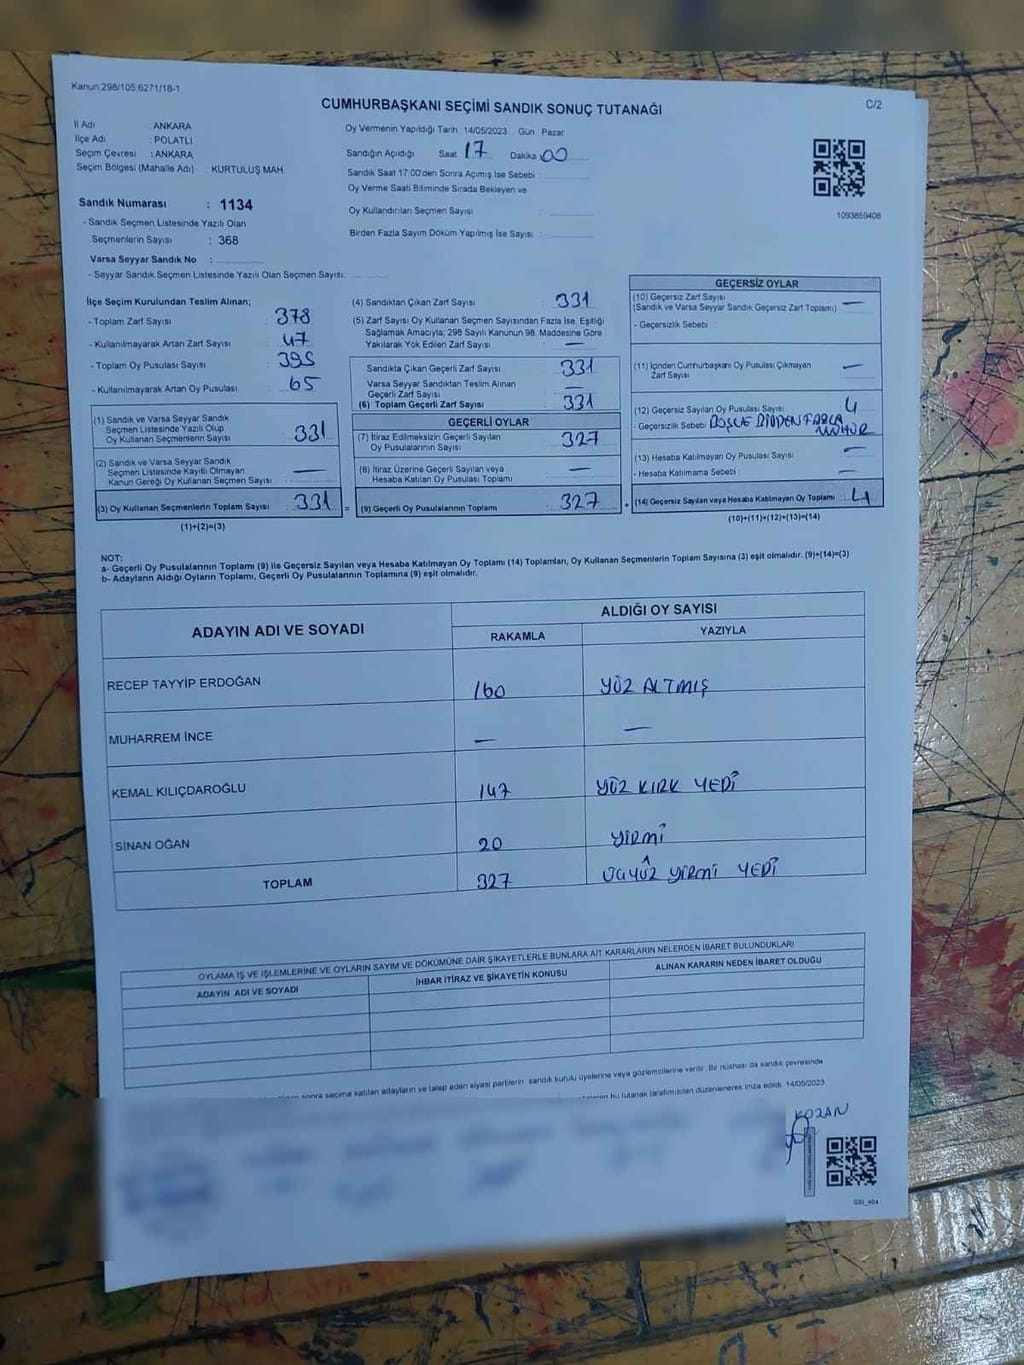 Kanun;298/105;6271/18-1
C/2
CUMHURBAŞKANI SEÇİMİ SANDIK SONUÇ TUTANAĞI
İl Adı : ANKARA
İlçe Adı : POLATLI
Seçim Çevresi : ANKARA
Seçim Bölgesi (Mahalle Adı) : KURTULUŞ MAH.
Oy Vermenin Yapıldığı Tarih 14/05/2023 Gün Pazar
Sandığın Açıldığı Saat 17 Dakika 00
Sandık Saat 17:00'den Sonra Açımış İse Sebebi :
Oy Verme Saati Bitiminde Sırada Bekleyen ve
Oy Kullandırılan Seçmen Sayısı :
Birden Fazla Sayım Döküm Yapılmış İse Sayısı :
1093859408
Sandık Numarası : 1134
- Sandık Seçmen Listesinde Yazılı Olan
Seçmenlerin Sayısı : 368
Varsa Seyyar Sandık No :
- Seyyar Sandık Seçmen Listesinde Yazılı Olan Seçmen Sayısı:
İlçe Seçim Kurulundan Teslim Alınan;
- Toplam Zarf Sayısı : 378
- Kullanılmayarak Artan Zarf Sayısı : 47
- Toplam Oy Pusulası Sayısı : 395
- Kullanılmayarak Artan Oy Pusulası : 65
(1) Sandık ve Varsa Seyyar Sandık
Seçmen Listesinde Yazılı Olup
Oy Kullanan Seçmenlerin Sayısı : 331
(2) Sandık ve Varsa Seyyar Sandık
Seçmen Listesinde Kayıtlı Olmayan
Kanun Gereği Oy Kullanan Seçmen Sayısı : —
(3) Oy Kullanan Seçmenlerin Toplam Sayısı : 331 =
(1)+(2)=(3)
(4) Sandıktan Çıkan Zarf Sayısı : 331
(5) Zarf Sayısı Oy Kullanan Seçmen Sayısından Fazla İse, Eşitliği
Sağlamak Amacıyla; 298 Sayılı Kanunun 98. Maddesine Göre
Yakılarak Yok Edilen Zarf Sayısı : —
Sandıkta Çıkan Geçerli Zarf Sayısı : 331
Varsa Seyyar Sandıktan Teslim Alınan
Geçerli Zarf Sayısı : —
(6) Toplam Geçerli Zarf Sayısı : 331
GEÇERLİ OYLAR
(7) İtiraz Edilmeksizin Geçerli Sayılan
Oy Pusulasının Sayısı : 327
(8) İtiraz Üzerine Geçerli Sayılan veya
Hesaba Katılan Oy Pusulası Toplamı : —
(9) Geçerli Oy Pusulalarının Toplamı : 327 +
GEÇERSİZ OYLAR
(10) Geçersiz Zarf Sayısı
(Sandık ve Varsa Seyyar Sandık Geçersiz Zarf Toplamı) : —
- Geçersizlik Sebebi :
(11) İçinden Cumhurbaşkanı Oy Pusulası Çıkmayan
Zarf Sayısı : —
(12) Geçersiz Sayılan Oy Pusulası Sayısı : 4
- Geçersizlik Sebebi : BOŞ VE BİRDEN FAZLA
MÜHÜR
(13) Hesaba Katılmayan Oy Pusulası Sayısı : —
- Hesaba Katılmama Sebebi : —
(14) Geçersiz Sayılan veya Hesaba Katılmayan Oy Toplamı : 4
(10)+(11)+(12)+(13)=(14)
NOT:
a- Geçerli Oy Pusulasının Toplamı (9) ile Geçersiz Sayılan veya Hesaba Katılmayan Oy Toplamı (14) Toplamları, Oy Kullanan Seçmenlerin Toplam Sayısına (3) eşit olmalıdır. (9)+(14)=(3)
b- Adayların Aldığı Oyların Toplamı, Geçerli Oy Pusulalarının Toplamına (9) eşit olmalıdır.
ADAYIN ADI VE SOYADI
ALDIĞI OY SAYISI
RAKAMLA YAZIYLA
RECEP TAYYİP ERDOĞAN 160 YÜZ ALTMIŞ
MUHARREM İNCE — —
KEMAL KILIÇDAROĞLU 147 YÜZ KIRK YEDİ
SİNAN OĞAN 20 YİRMİ
TOPLAM 327 ÜÇYÜZ YİRMİ YEDİ
OYLAMA İŞ VE İŞLEMLERİNE VE OYLARIN SAYIM VE DÖKÜMÜNE DAİR ŞİKAYETLERLE BUNLARA AİT KARARLARIN NELERDEN İBARET BULUNDUKLARI
ADAYIN ADI VE SOYADI İHBAR İTİRAZ VE ŞİKAYETİN KONUSU ALINAN KARARIN NEDEN İBARET OLDUĞU
sonra seçime katılan adayların ve talep eden siyasi partilerin sandık kurulu üyelerine veya gözlemcilerine verilir. Bir nüshası da sandık çevresinde
bu tutanak tarafımızdan düzenlenerek imza edildi. 14/05/2023
KOZAN